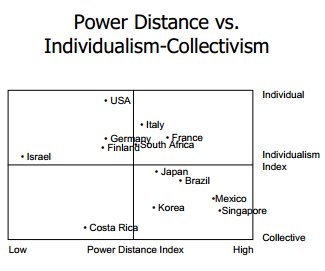 Power Distance vs.
Individualism-Collectivism
Individual
• USA
• Italy
• Germany
• France
• Finland
•South Africa
Individualism
Index
• Israel
• Japan
• Brazil
•Mexico
• Korea
•Singapore
• Costa Rica
Collective
Low
Power Distance Index
High